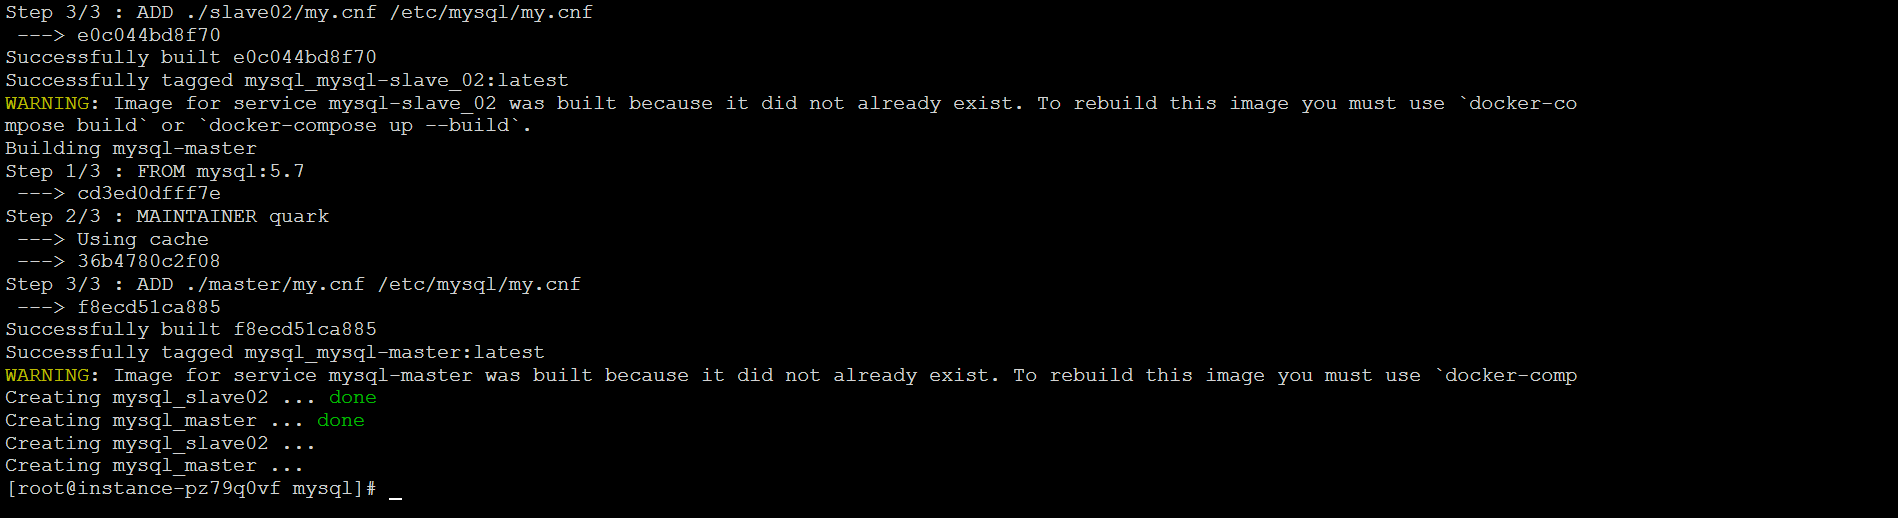 Step 3/3 : ADD ./slave02/my.cnf /etc/mysql/my.cnf
 ---> e0c044bd8f70
Successfully built e0c044bd8f70
Successfully tagged mysql_mysql-slave_02:latest
WARNING: Image for service mysql-slave_02 was built because it did not already exist. To rebuild this image you must use `docker-co
mpose build` or `docker-compose up --build`.
Building mysql-master
Step 1/3 : FROM mysql:5.7
 ---> cd3ed0dfff7e
Step 2/3 : MAINTAINER quark
 ---> Using cache
 ---> 36b4780c2f08
Step 3/3 : ADD ./master/my.cnf /etc/mysql/my.cnf
 ---> f8ecd51ca885
Successfully built f8ecd51ca885
Successfully tagged mysql_mysql-master:latest
WARNING: Image for service mysql-master was built because it did not already exist. To rebuild this image you must use `docker-comp
Creating mysql_slave02 ... done
Creating mysql_master ... done
Creating mysql_slave02 ...
Creating mysql_master ...
[root@instance-pz79q0vf mysql]# _